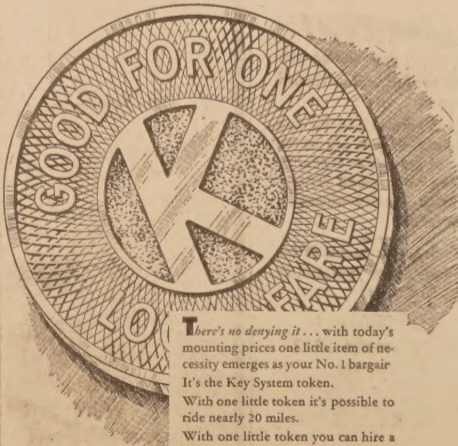 GOOD FOR ONE
K
LOCAL FARE
There's no denying it... with today's
mounting prices one little item of ne-
cessity emerges as your No. 1 bargair
It's the Key System token.
With one little token it's possible to
ride nearly 20 miles.
With one little token you can hire a